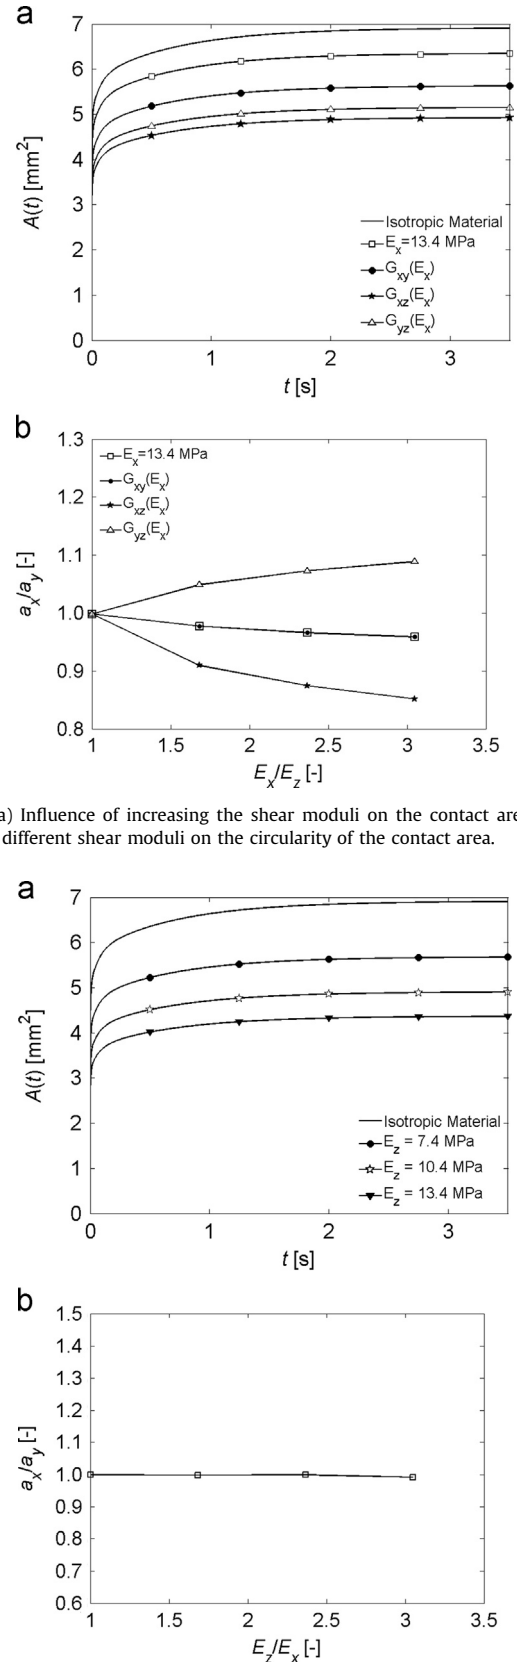 a
7
6
5
4
3
2
1
0
A(t) [mm²]
Isotropic Material
Eₓ=13.4 MPa
Gₓᵧ(Eₓ)
G_xz(Eₓ)
G_yz(Eₓ)
0 1 2 3
t [s]
b
1.3
1.2
1.1
1.0
0.9
0.8
a_x/a_y [-]
E_x=13.4 MPa
G_xy(E_x)
G_xz(E_x)
G_yz(E_x)
1 1.5 2 2.5 3 3.5
E_x/E_z [-]
a) Influence of increasing the shear moduli on the contact are
different shear moduli on the circularity of the contact area.
a
7
6
5
4
3
2
1
0
A(t) [mm²]
Isotropic Material
E_z = 7.4 MPa
E_z = 10.4 MPa
E_z = 13.4 MPa
0 1 2 3
t [s]
b
1.5
1.4
1.3
1.2
1.1
1.0
0.9
0.8
0.7
0.6
a_x/a_y [-]
1 1.5 2 2.5 3 3.5
E_z/E_x [-]